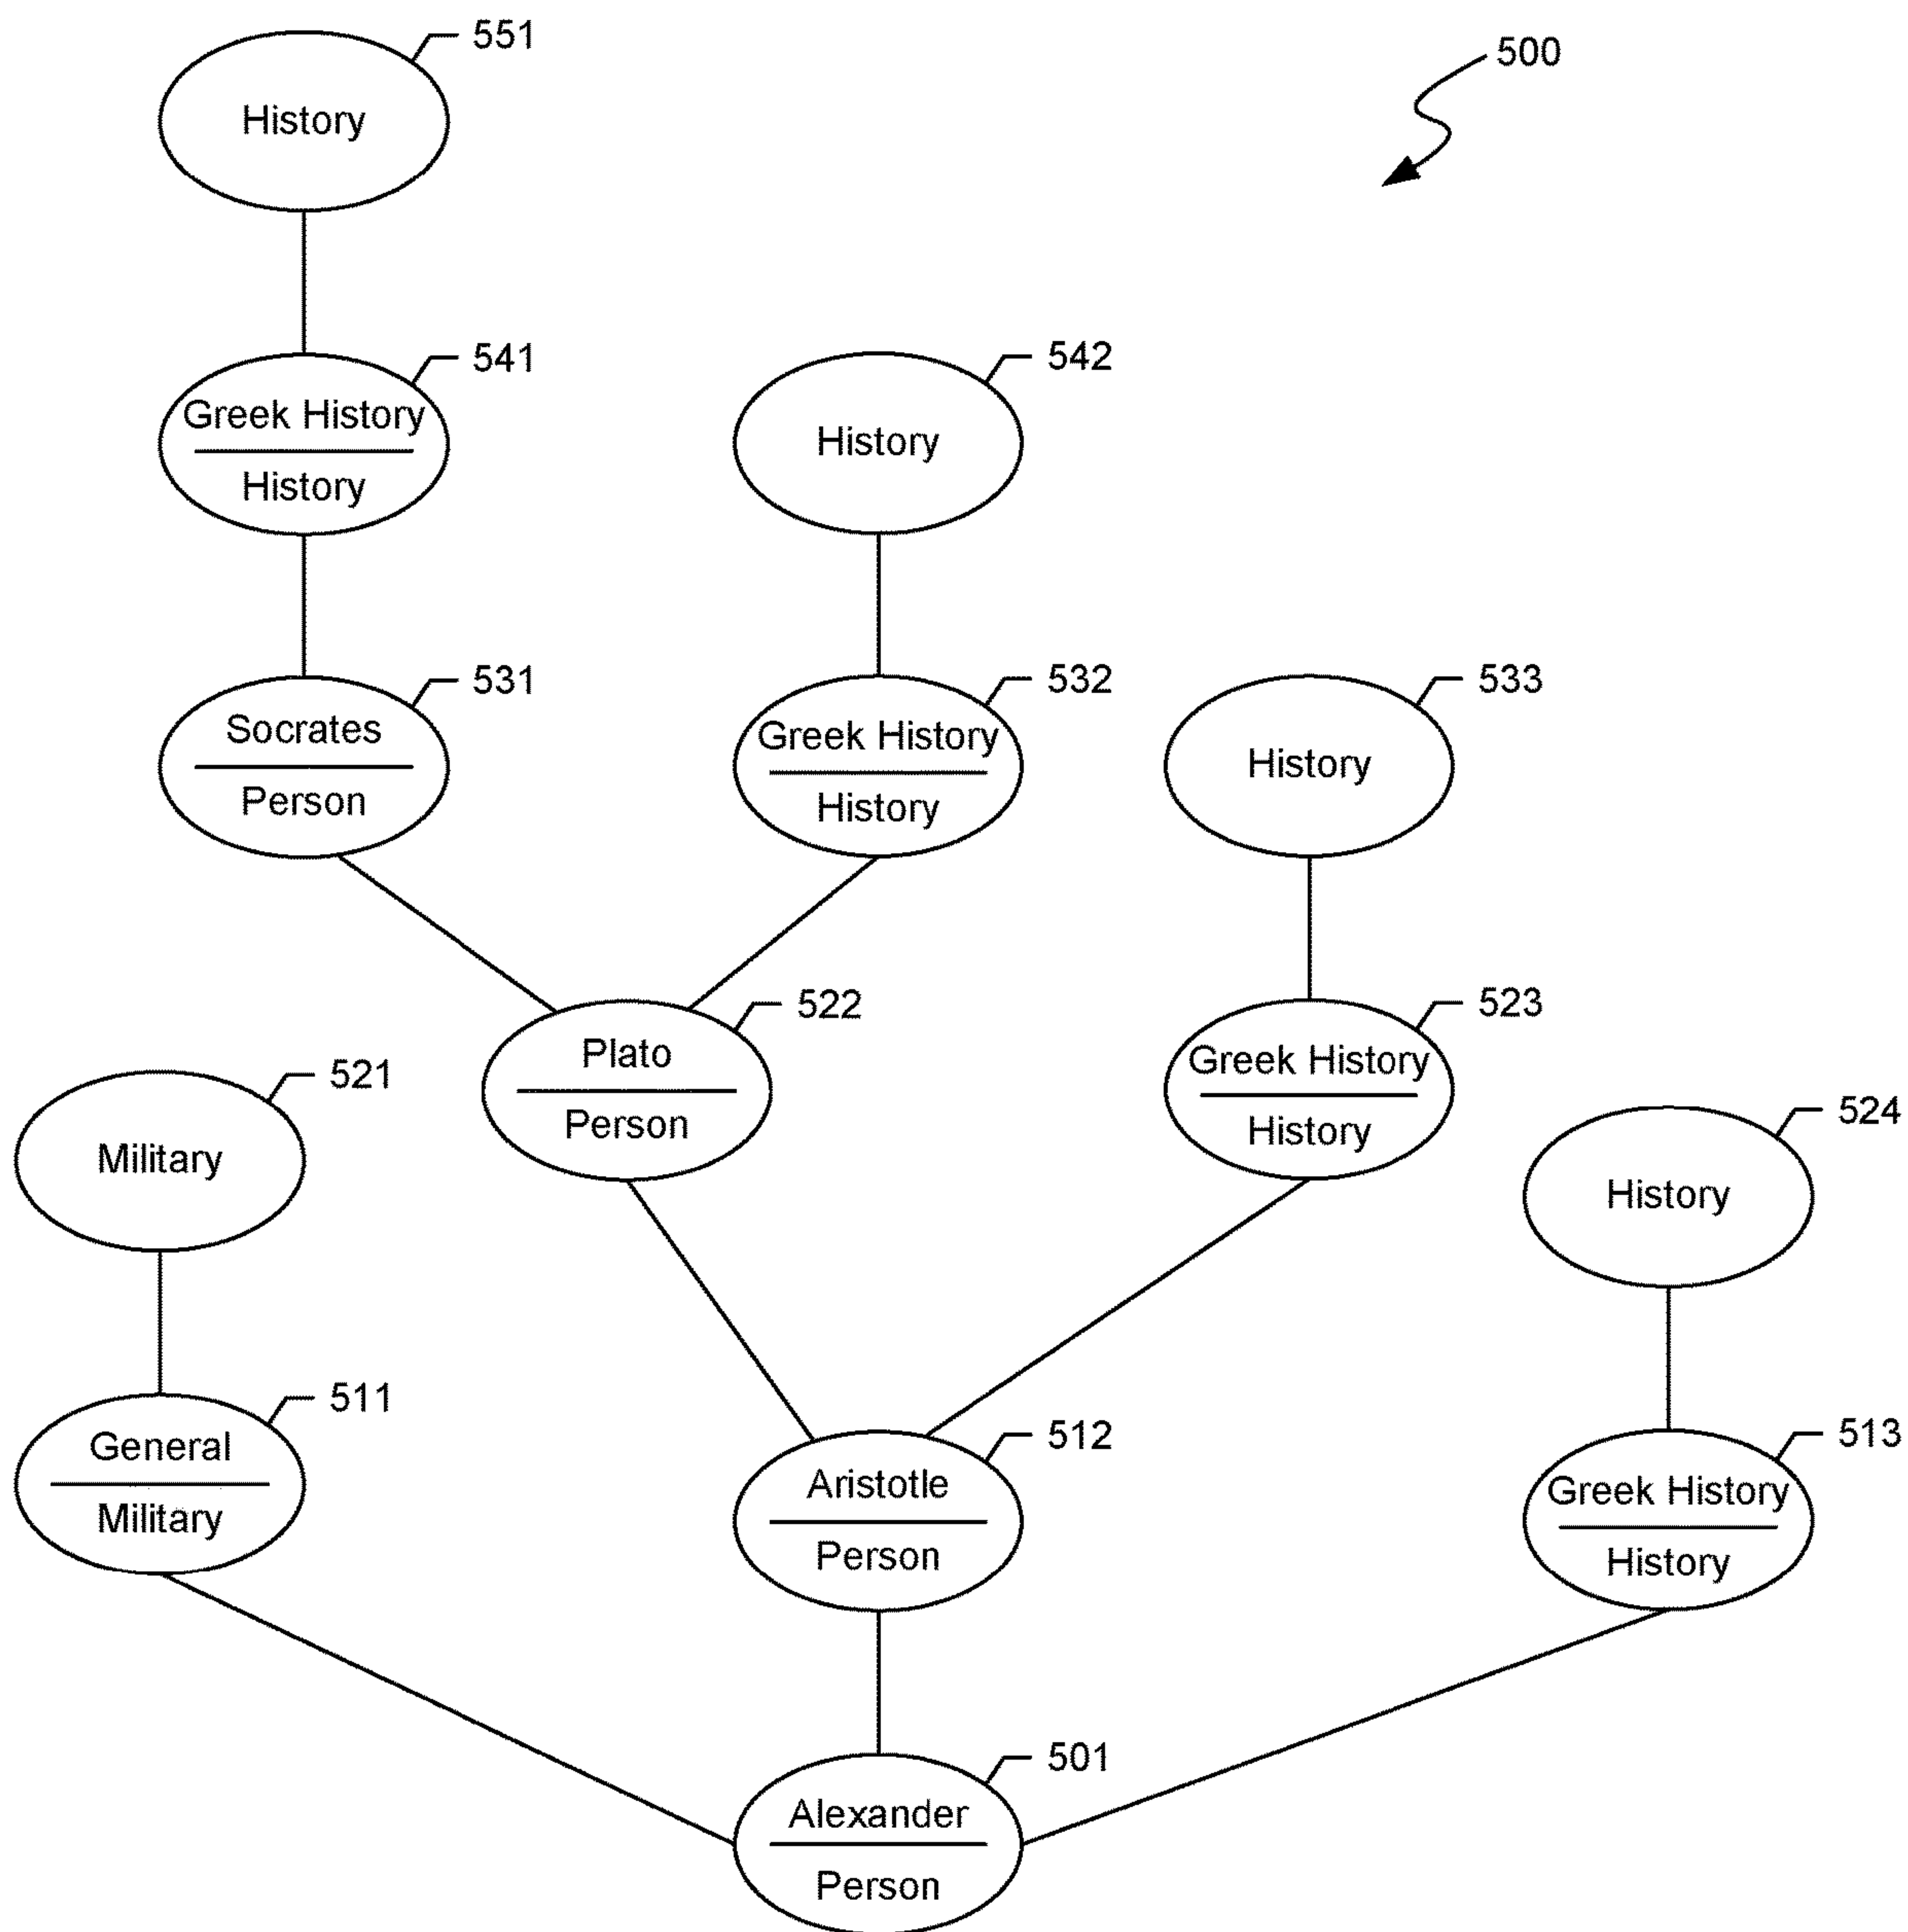 551
500
History
541
542
Greek History
History
History
531
532
533
Socrates
Person
Greek History
History
History
522
523
Plato
Person
Greek History
History
521
524
Military
History
511
512
513
General
Military
Aristotle
Person
Greek History
History
501
Alexander
Person